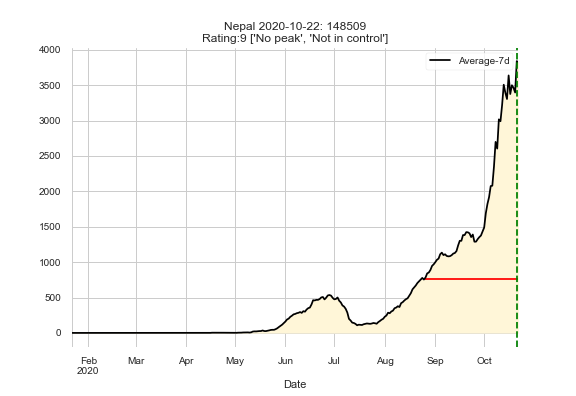 Nepal 2020-10-22: 148509
Rating:9 ['No peak', 'Not in control']
4000
3500
3000
2500
2000
1500
1000
500
0
Average-7d
Feb
2020
Mar
Apr
May
Jun
Jul
Aug
Sep
Oct
Date